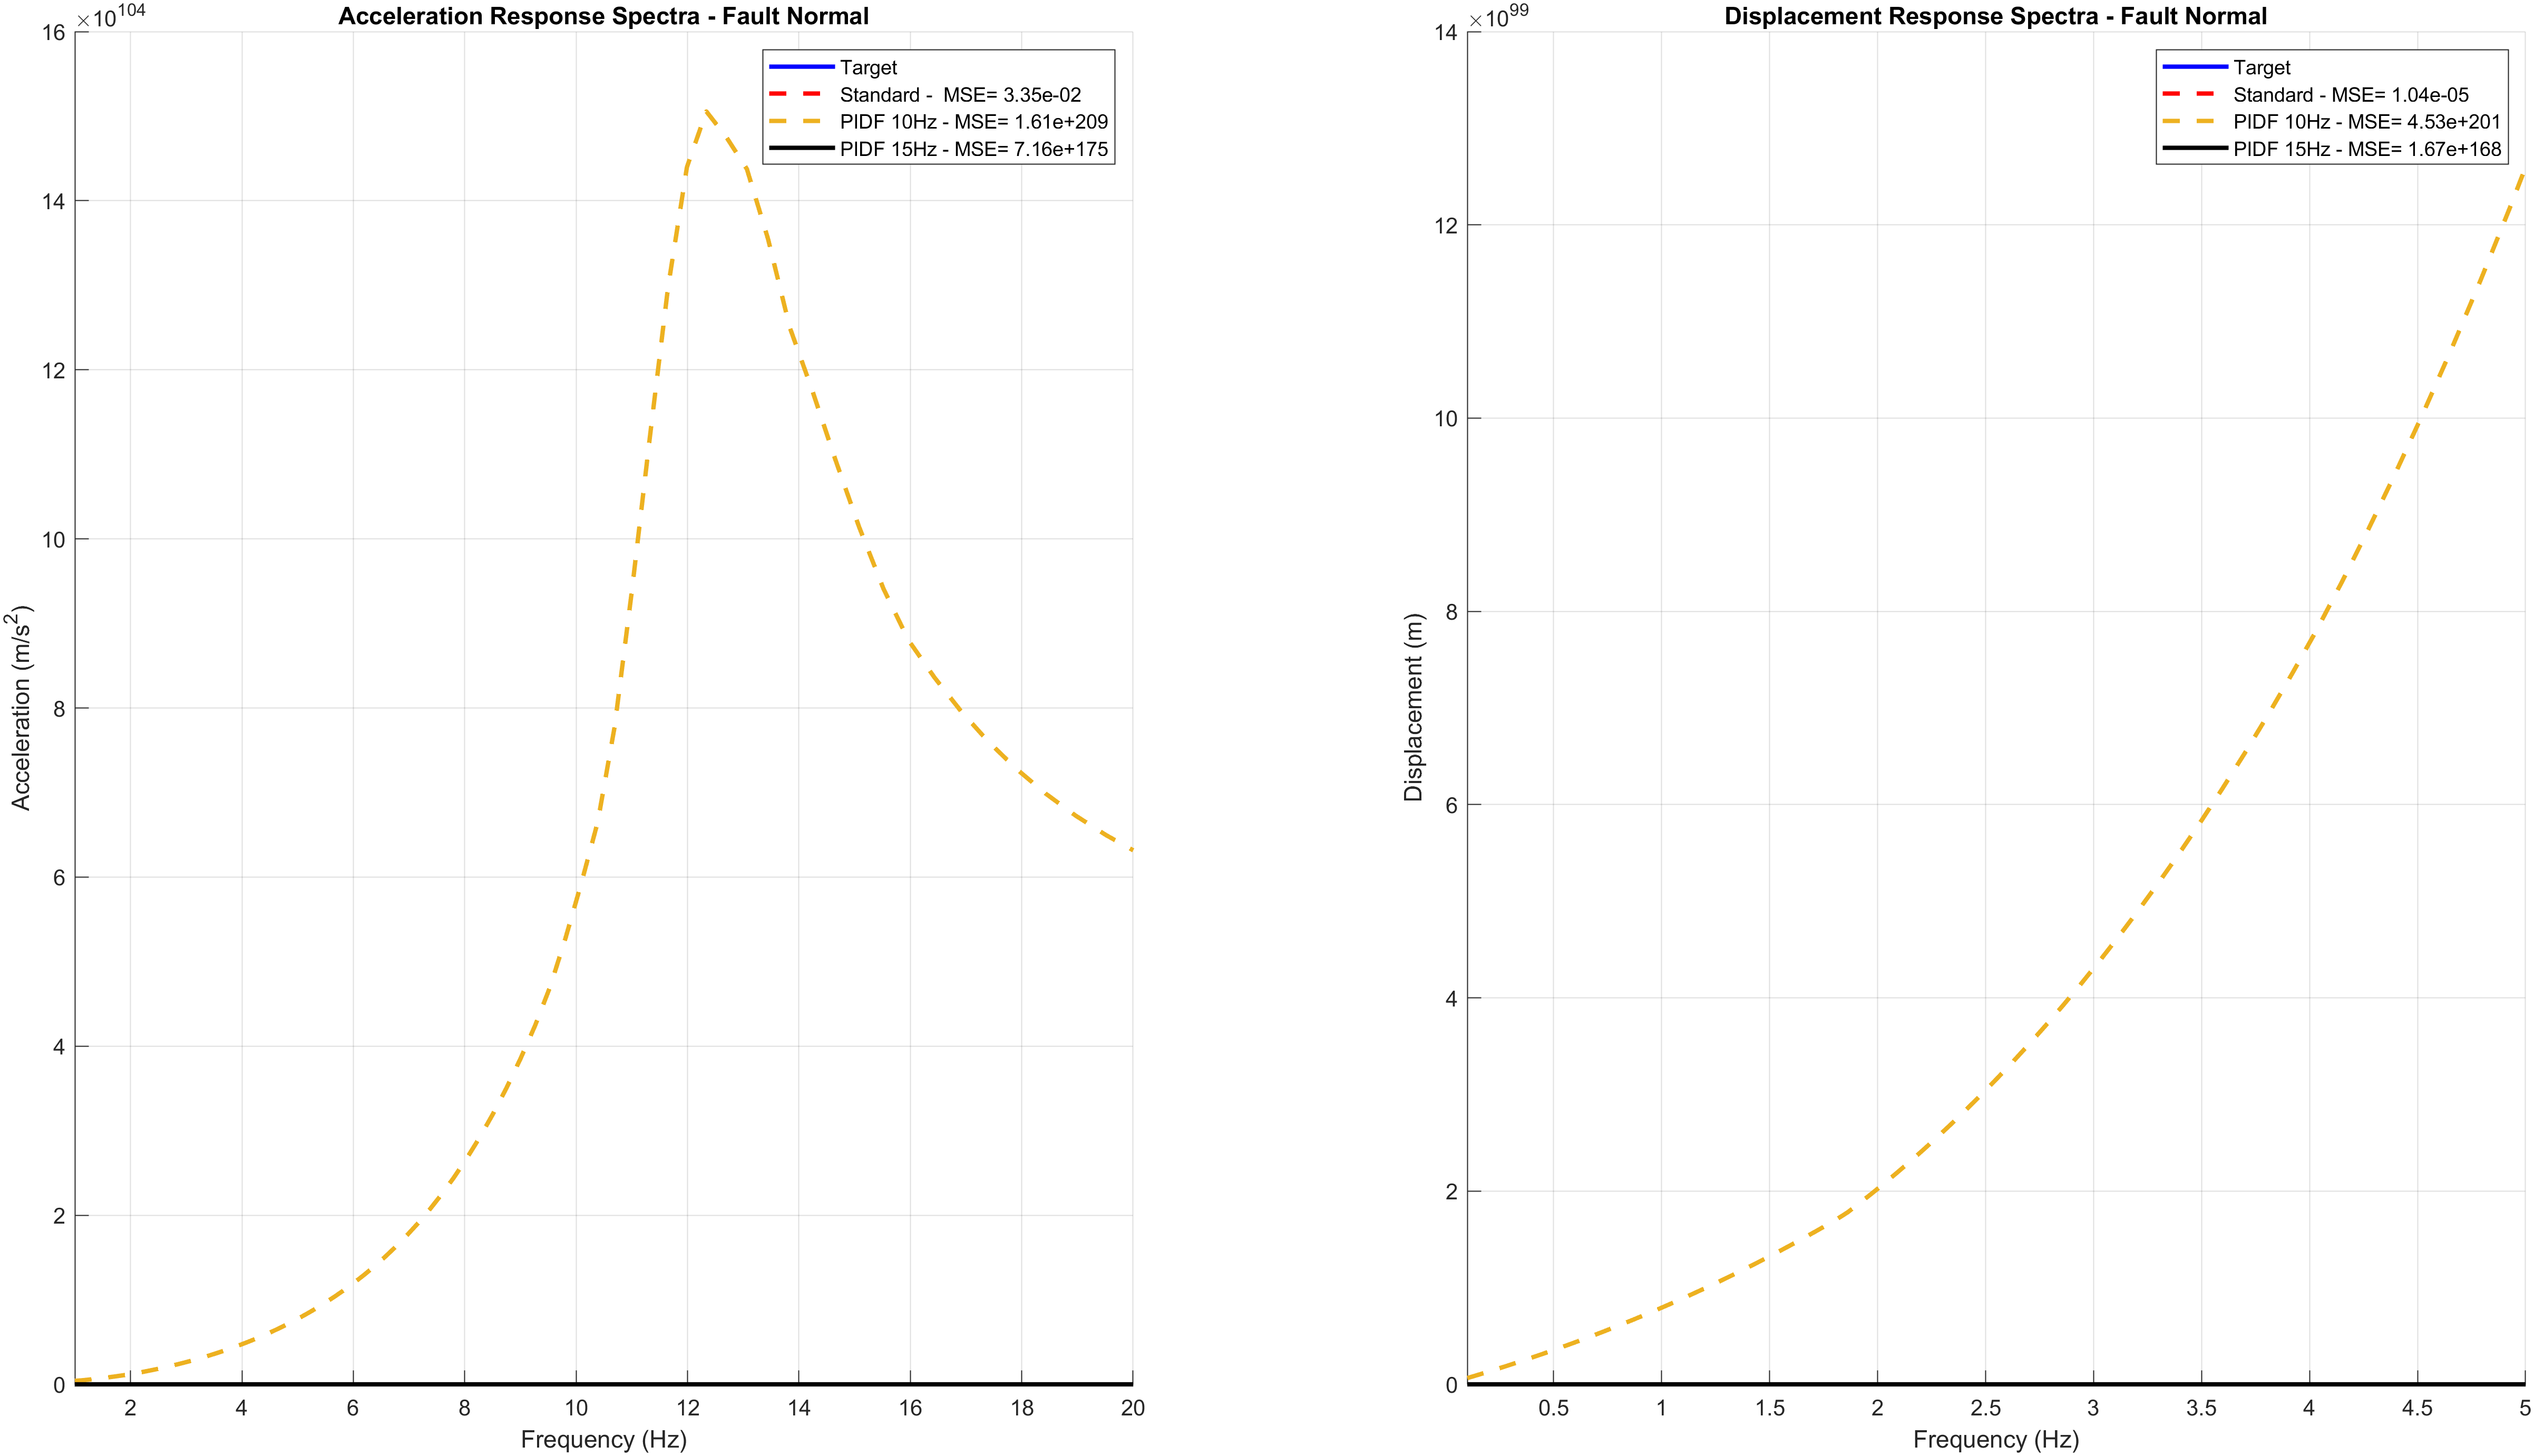 Acceleration Response Spectra - Fault Normal
×10^104
16
14
12
10
8
6
4
2
0
Acceleration (m/s^2)
2 4 6 8 10 12 14 16 18 20
Frequency (Hz)
Target
Standard -  MSE= 3.35e-02
PIDF 10Hz - MSE= 1.61e+209
PIDF 15Hz - MSE= 7.16e+175
Displacement Response Spectra - Fault Normal
×10^99
14
12
10
8
6
4
2
0
Displacement (m)
0.5 1 1.5 2 2.5 3 3.5 4 4.5 5
Frequency (Hz)
Target
Standard - MSE= 1.04e-05
PIDF 10Hz - MSE= 4.53e+201
PIDF 15Hz - MSE= 1.67e+168